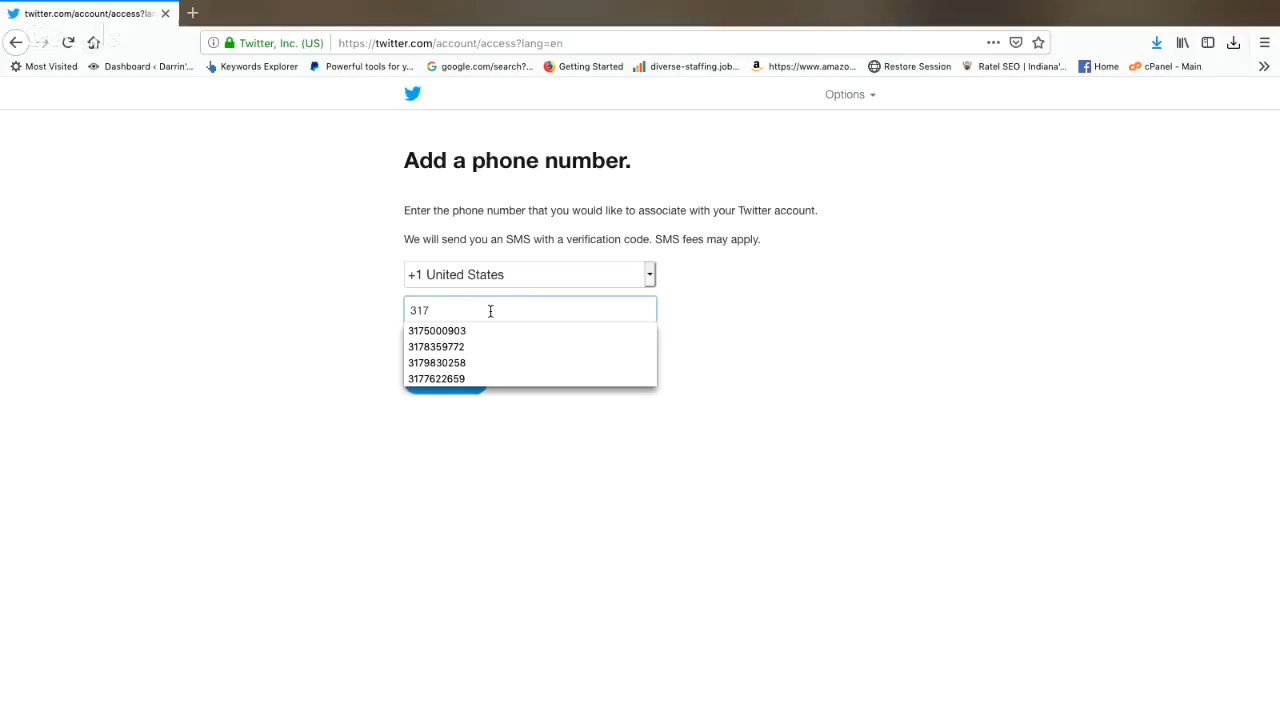 twitter.com/account/access?la
Twitter, Inc. (US) https://twitter.com/account/access?lang=en
Most Visited Dashboard ‹ Darrin'... Keywords Explorer Powerful tools for y... google.com/search?... Getting Started diverse-staffing.job... https://www.amazo... Restore Session Ratel SEO | Indiana'... Home cPanel - Main
Options
Add a phone number.
Enter the phone number that you would like to associate with your Twitter account.
We will send you an SMS with a verification code. SMS fees may apply.
+1 United States
317
3175000903
3178359772
3179830258
3177622659